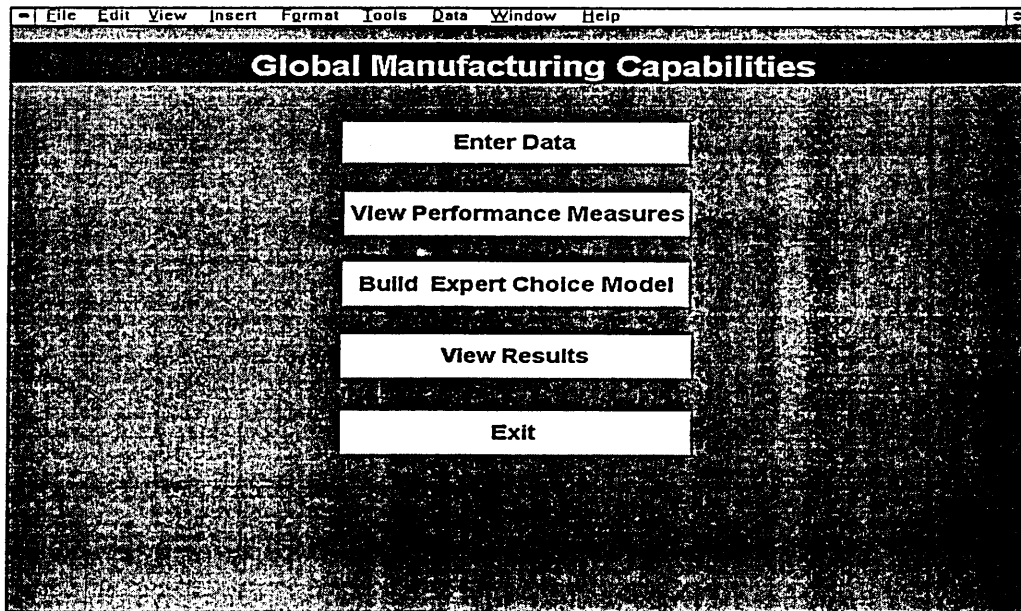 File Edit View Insert Format Tools Data Window Help
Global Manufacturing Capabilities
Enter Data
View Performance Measures
Build Expert Choice Model
View Results
Exit